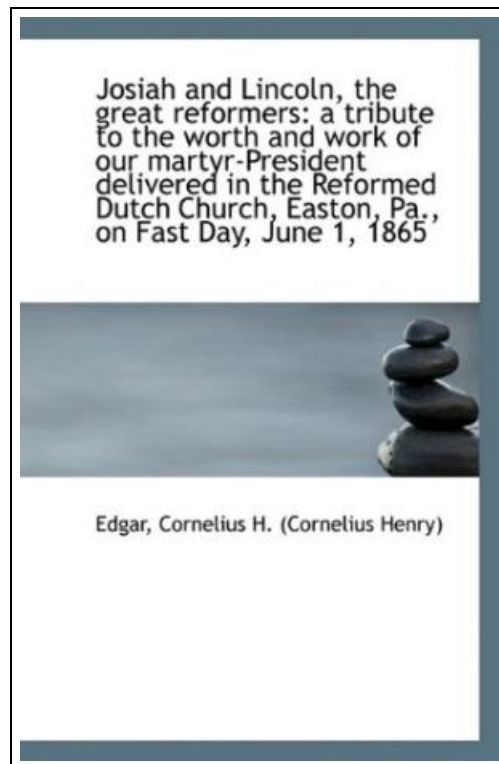 Josiah and Lincoln, the
great reformers: a tribute
to the worth and work of
our martyr-President
delivered in the Reformed
Dutch Church, Easton, Pa.,
on Fast Day, June 1, 1865
Edgar, Cornelius H. (Cornelius Henry)